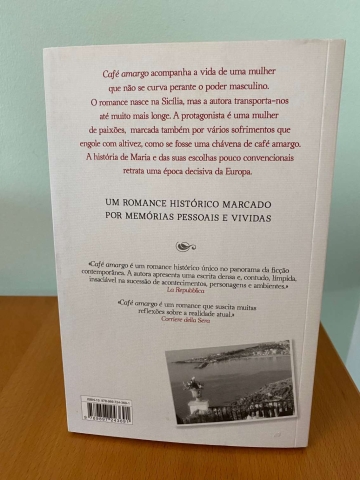 Café amargo acompanha a vida de uma mulher
que não se curva perante o poder masculino.
O romance nasce na Sicília, mas a autora transporta-nos
até muito mais longe. A protagonista é uma mulher
de paixões, marcada também por vários sofrimentos que
engole com altivez, como se fosse uma chávena de café amargo.
A história de Maria e das suas escolhas pouco convencionais
retrata uma época decisiva da Europa.
UM ROMANCE HISTÓRICO MARCADO
POR MEMÓRIAS PESSOAIS E VIVIDAS
«Café amargo é um romance histórico único no panorama da ficção
contemporânea. A autora apresenta uma escrita densa e, contudo, límpida,
insaciável na sucessão de acontecimentos, personagens e ambientes.»
La Repubblica
«Café amargo é um romance que suscita muitas
reflexões sobre a realidade atual.»
Corriere della Sera